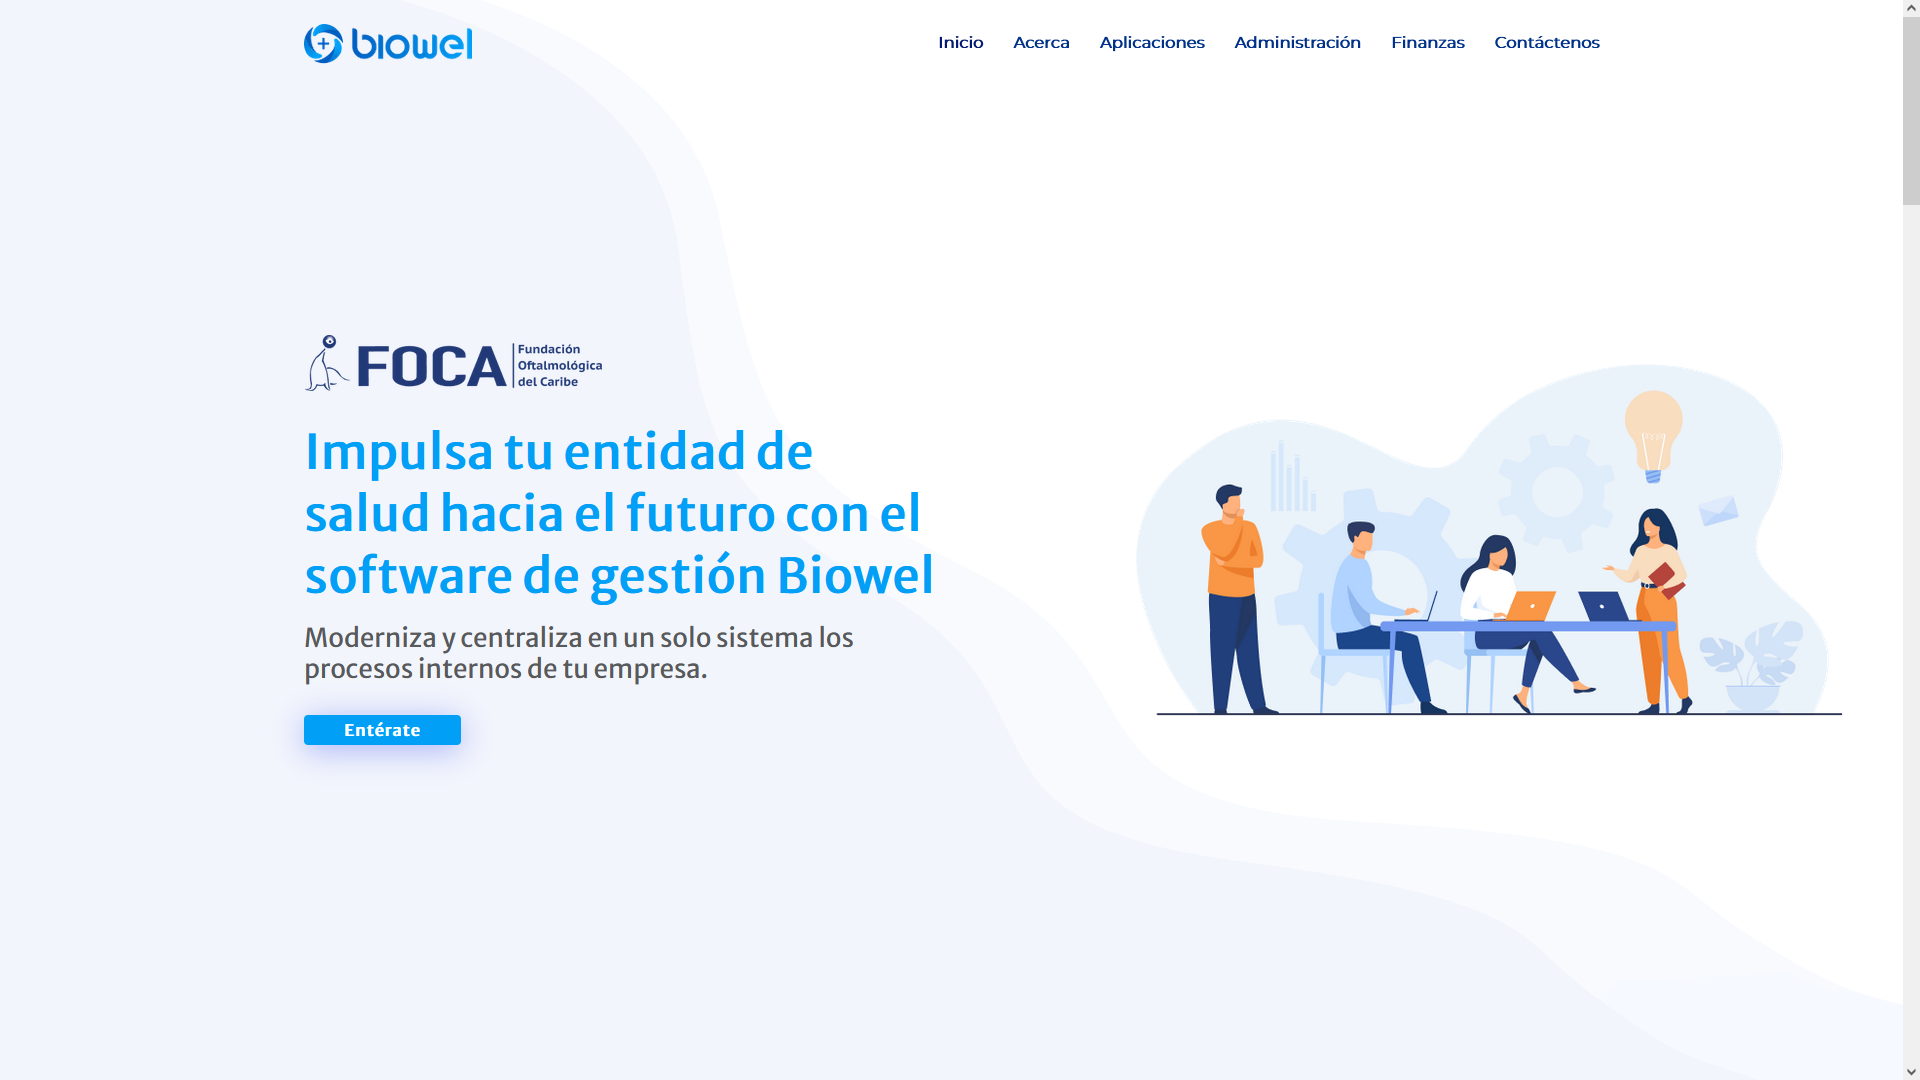 biowel
Inicio Acerca Aplicaciones Administración Finanzas Contáctenos
FOCA
Fundación
Oftalmológica
del Caribe
Impulsa tu entidad de
salud hacia el futuro con el
software de gestión Biowel
Moderniza y centraliza en un solo sistema los
procesos internos de tu empresa.
Entérate